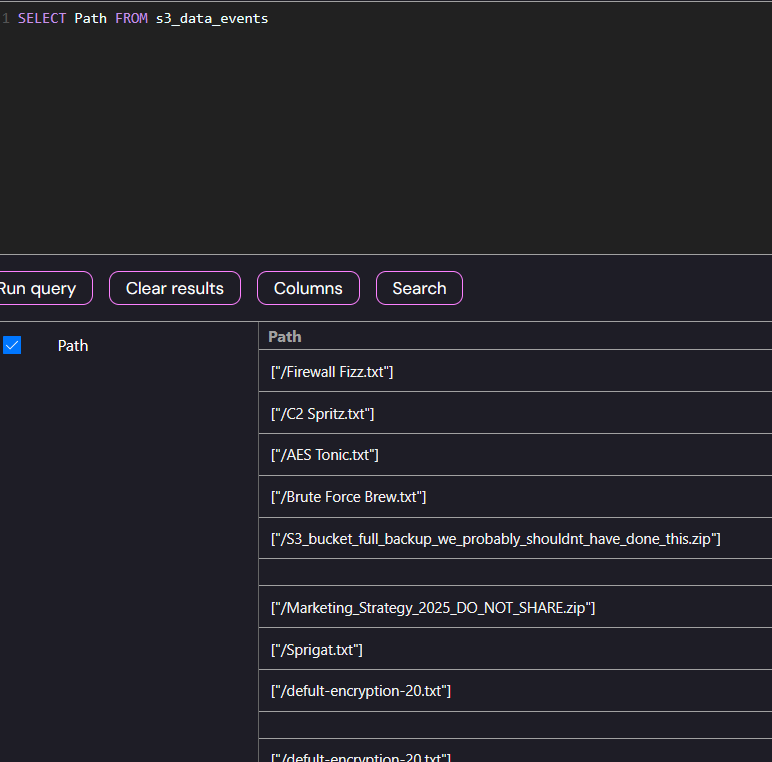 1 SELECT Path FROM s3_data_events
Run query Clear results Columns Search
Path
Path
["/Firewall Fizz.txt"]
["/C2 Spritz.txt"]
["/AES Tonic.txt"]
["/Brute Force Brew.txt"]
["/S3_bucket_full_backup_we_probably_shouldnt_have_done_this.zip"]
["/Marketing_Strategy_2025_DO_NOT_SHARE.zip"]
["/Sprigat.txt"]
["/defult-encryption-20.txt"]
["/defult-encryption-20.txt"]